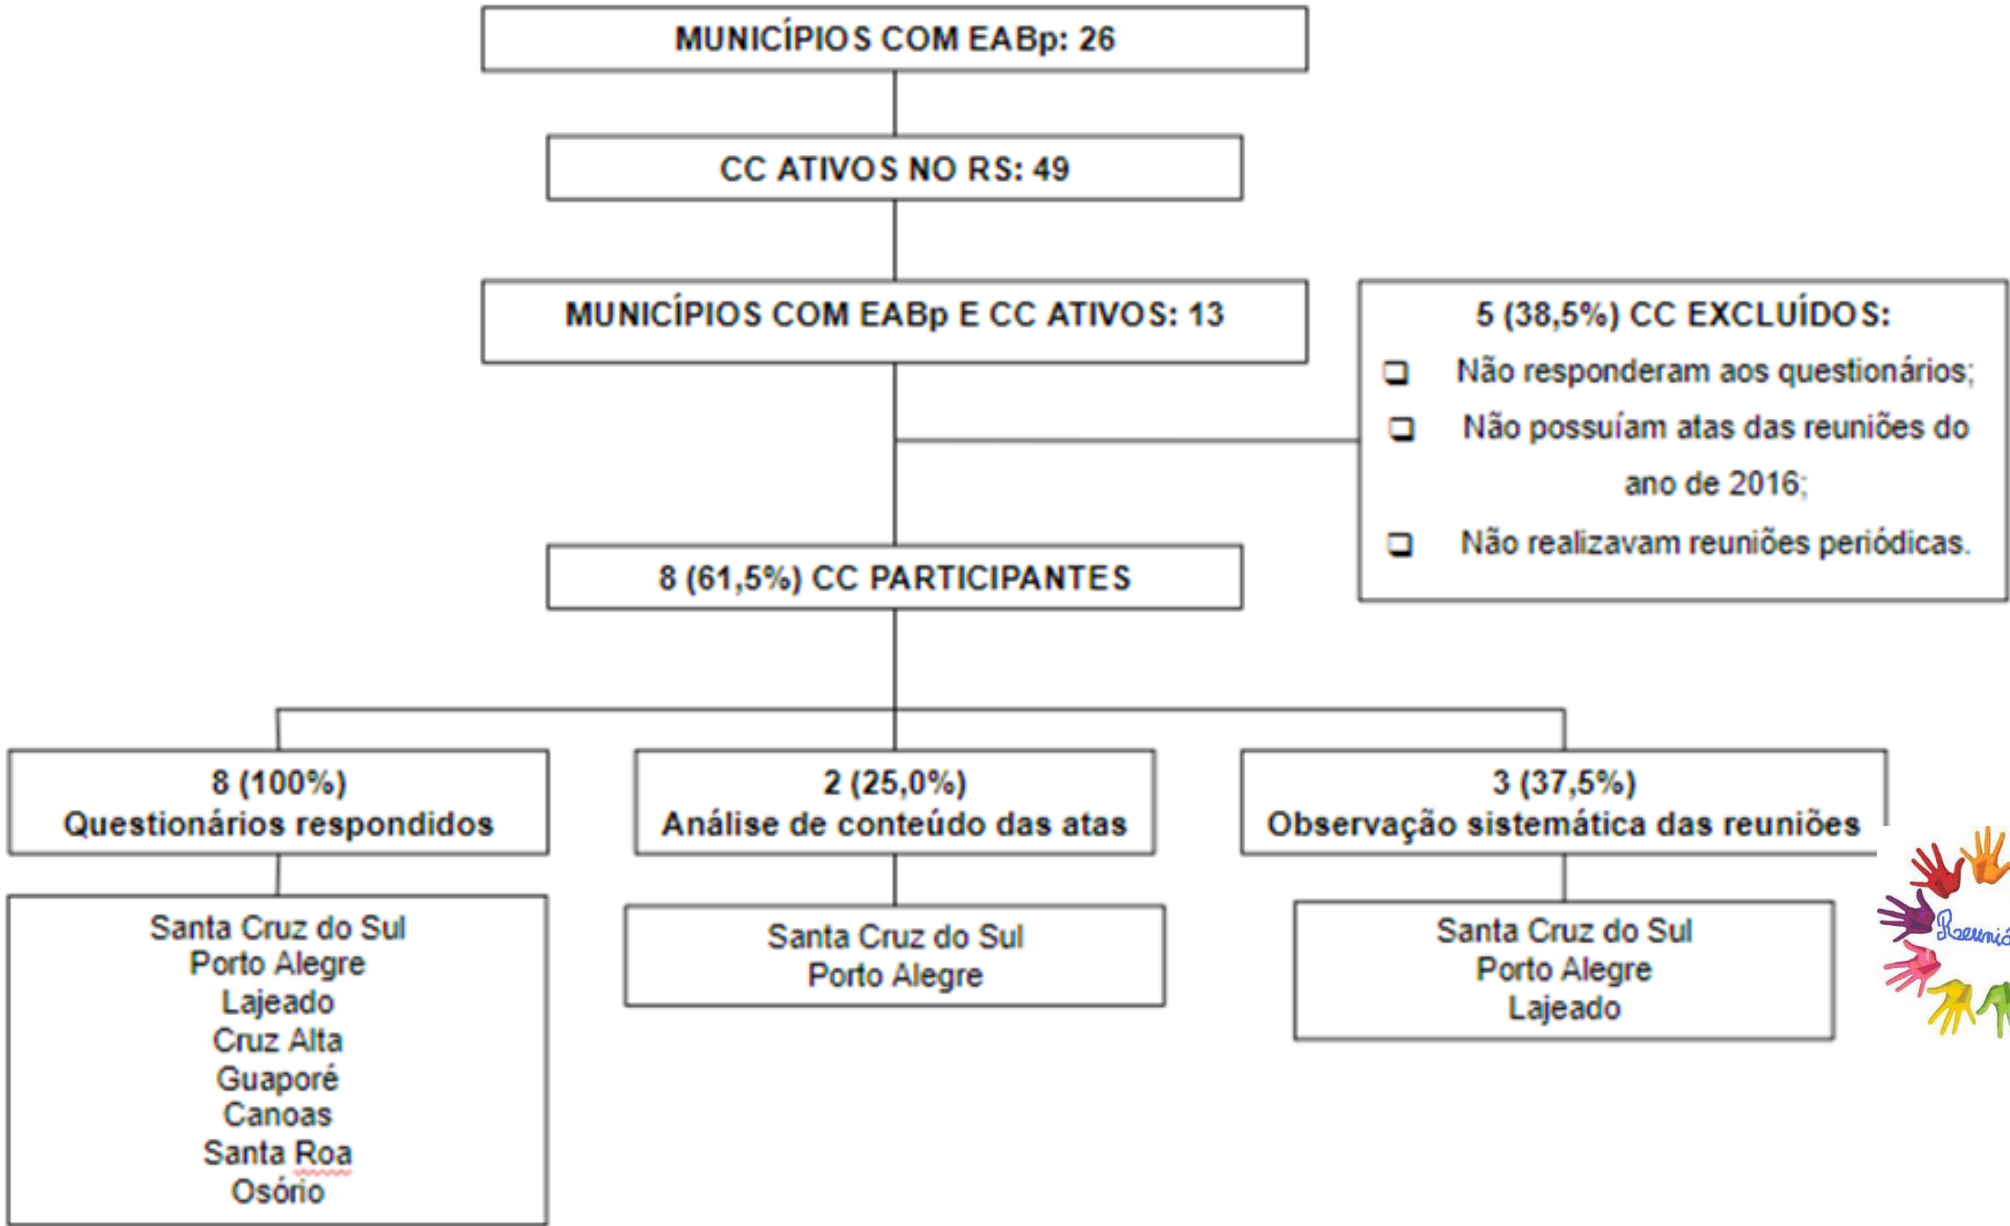 MUNICÍPIOS COM EABp: 26
CC ATIVOS NO RS: 49
MUNICÍPIOS COM EABp E CC ATIVOS: 13
5 (38,5%) CC EXCLUÍDOS:
❑ Não responderam aos questionários;
❑ Não possuíam atas das reuniões do
ano de 2016;
❑ Não realizavam reuniões periódicas.
8 (61,5%) CC PARTICIPANTES
8 (100%)
Questionários respondidos
Santa Cruz do Sul
Porto Alegre
Lajeado
Cruz Alta
Guaporé
Canoas
Santa Roa
Osório
2 (25,0%)
Análise de conteúdo das atas
Santa Cruz do Sul
Porto Alegre
3 (37,5%)
Observação sistemática das reuniões
Santa Cruz do Sul
Porto Alegre
Lajeado